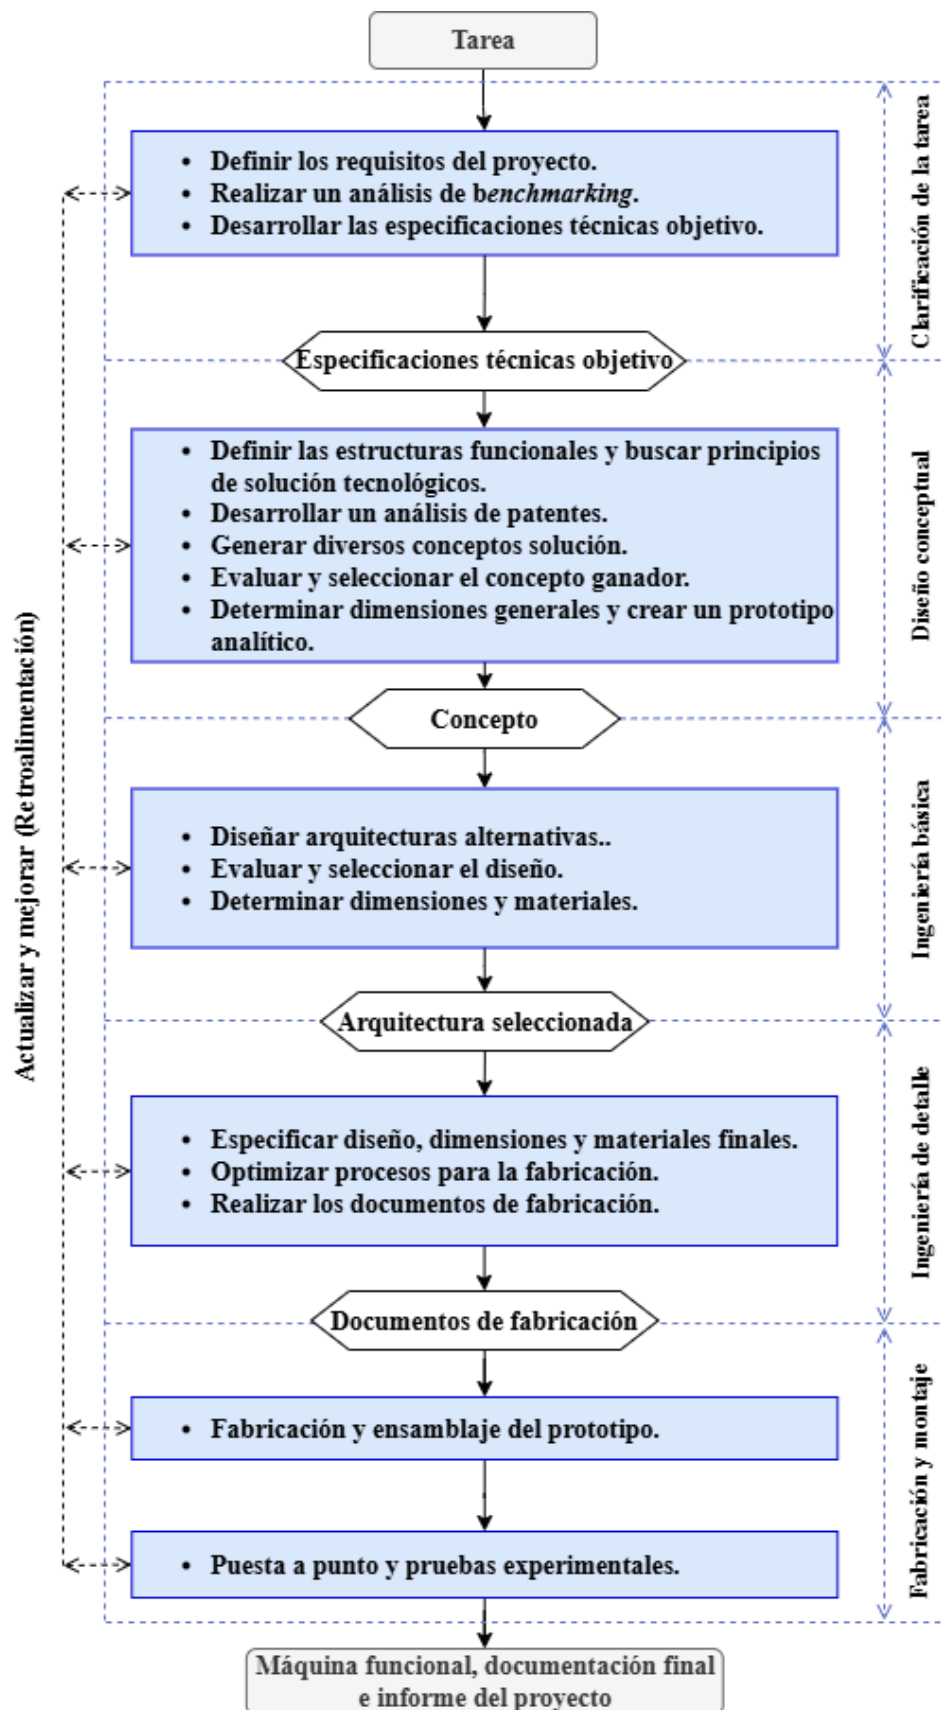 Tarea
• Definir los requisitos del proyecto.
• Realizar un análisis de benchmarking.
• Desarrollar las especificaciones técnicas objetivo.
Clarificación de la tarea
Especificaciones técnicas objetivo
• Definir las estructuras funcionales y buscar principios
de solución tecnológicos.
• Desarrollar un análisis de patentes.
• Generar diversos conceptos solución.
• Evaluar y seleccionar el concepto ganador.
• Determinar dimensiones generales y crear un prototipo
analítico.
Diseño conceptual
Concepto
• Diseñar arquitecturas alternativas..
• Evaluar y seleccionar el diseño.
• Determinar dimensiones y materiales.
Ingeniería básica
Actualizar y mejorar (Retroalimentación)
Arquitectura seleccionada
• Especificar diseño, dimensiones y materiales finales.
• Optimizar procesos para la fabricación.
• Realizar los documentos de fabricación.
Ingeniería de detalle
Documentos de fabricación
• Fabricación y ensamblaje del prototipo.
• Puesta a punto y pruebas experimentales.
Fabricación y montaje
Máquina funcional, documentación final
e informe del proyecto